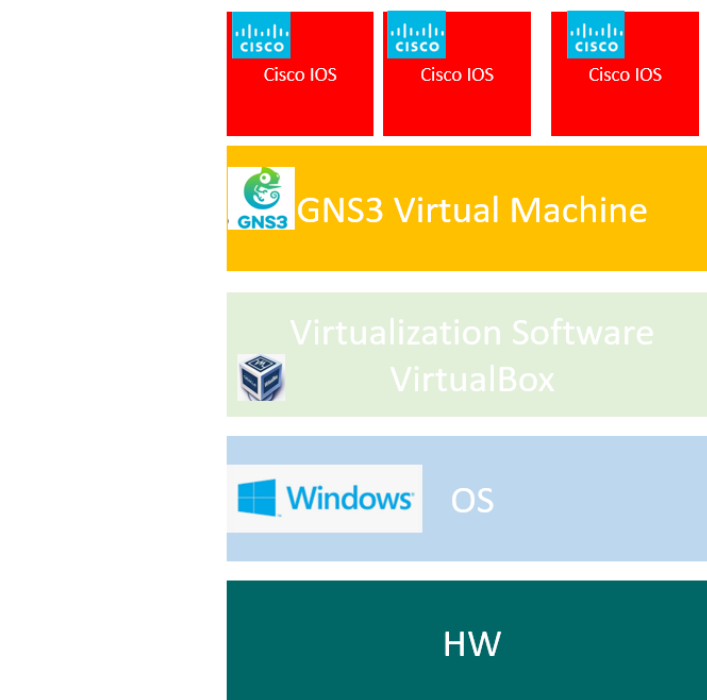 CISCO
CISCO
CISCO
Cisco IOS
Cisco IOS
Cisco IOS
GNS3
GNS3 Virtual Machine
Virtualization Software
VirtualBox
Windows
OS
HW